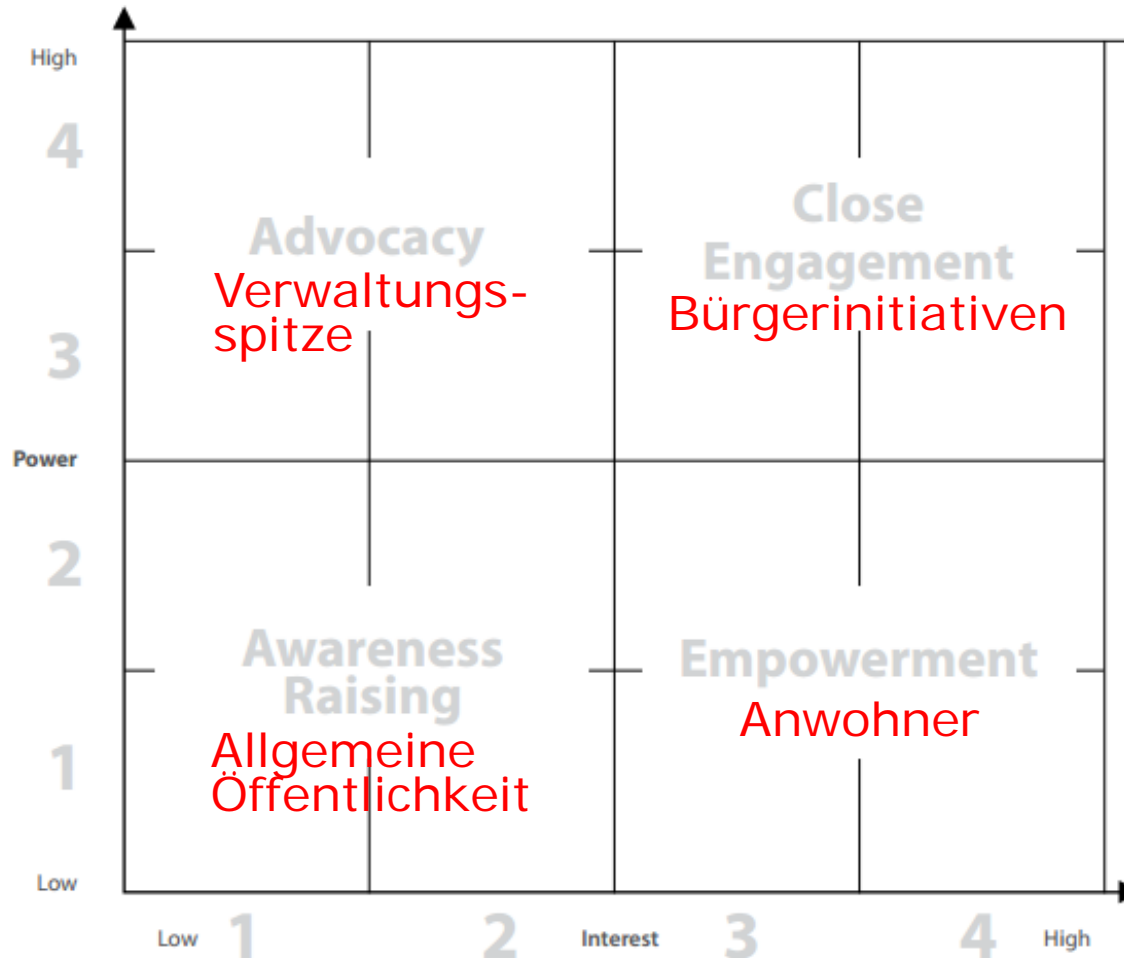 High
4
Advocacy
Verwaltungs-
spitze
Close
Engagement
Bürgerinitiativen
3
Power
2
Awareness
Raising
Allgemeine
Öffentlichkeit
Empowerment
Anwohner
1
Low
Low 1 2 Interest 3 4 High